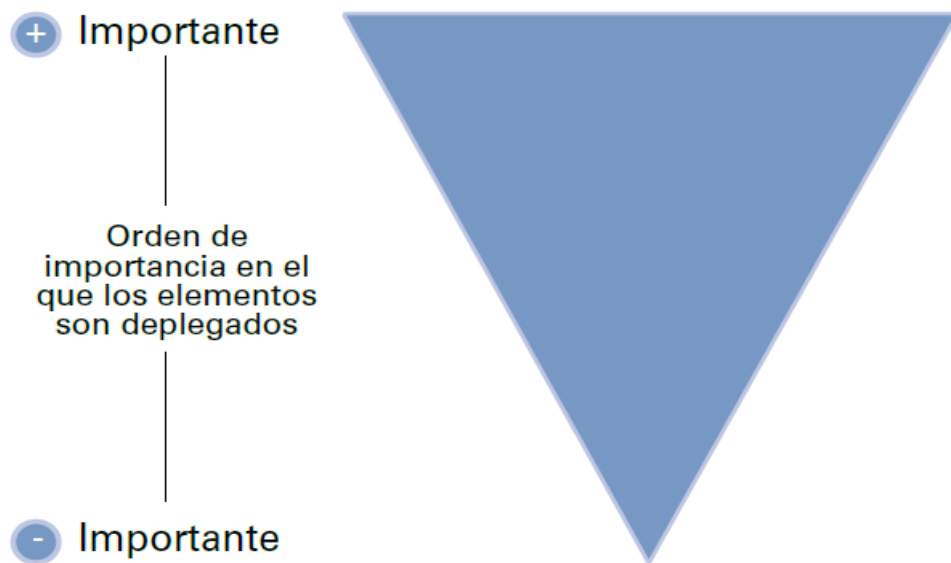 + Importante
Orden de
importancia en el
que los elementos
son deplegados
- Importante